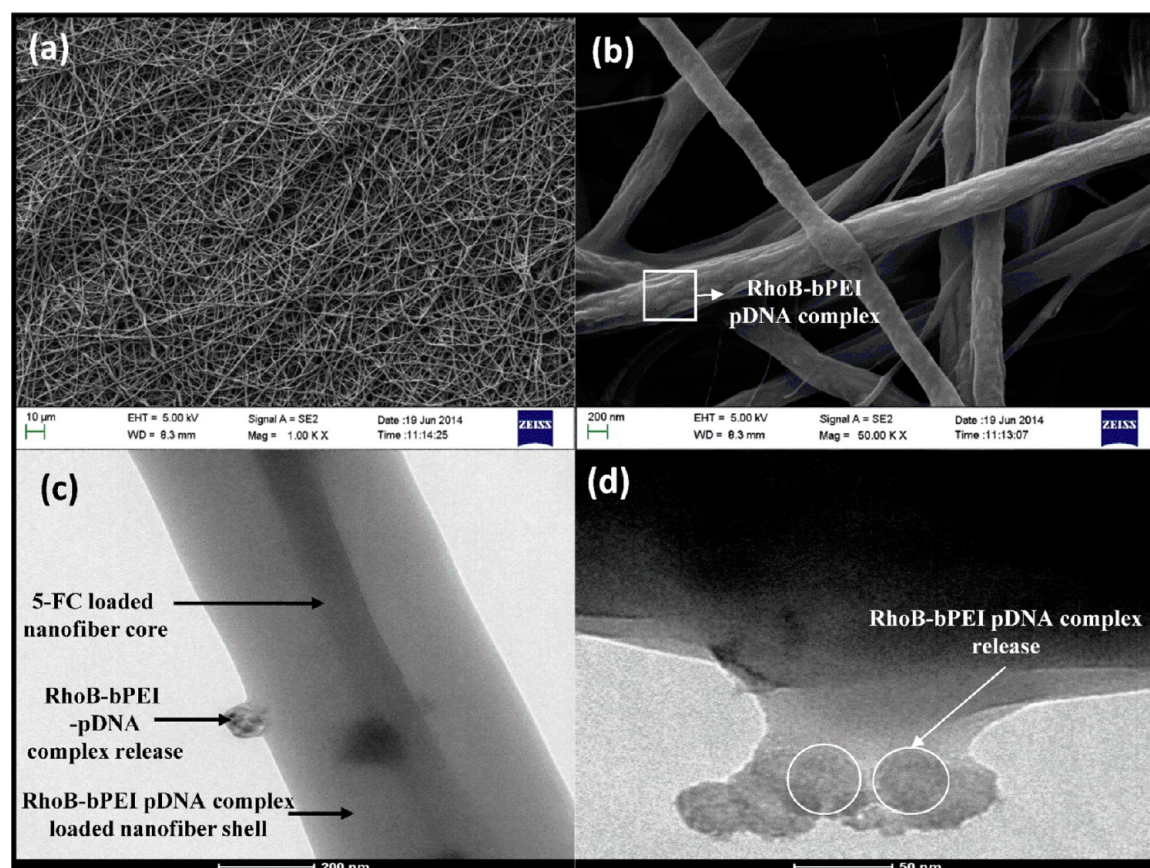 (a)
10 µm
EHT = 5.00 kV
Signal A = SE2
Date :19 Jun 2014
WD = 8.3 mm
Mag = 1.00 K X
Time :11:14:25
ZEISS
(b)
RhoB-bPEI
pDNA complex
200 nm
EHT = 5.00 kV
Signal A = SE2
Date :19 Jun 2014
WD = 8.3 mm
Mag = 50.00 K X
Time :11:13:07
ZEISS
(c)
5-FC loaded
nanofiber core
RhoB-bPEI
-pDNA
complex release
RhoB-bPEI pDNA complex
loaded nanofiber shell
200 nm
(d)
RhoB-bPEI pDNA complex
release
50 nm